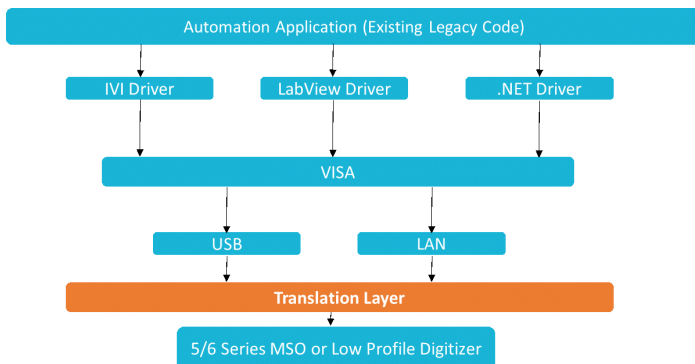 Automation Application (Existing Legacy Code)
IVI Driver
LabView Driver
.NET Driver
VISA
USB
LAN
Translation Layer
5/6 Series MSO or Low Profile Digitizer